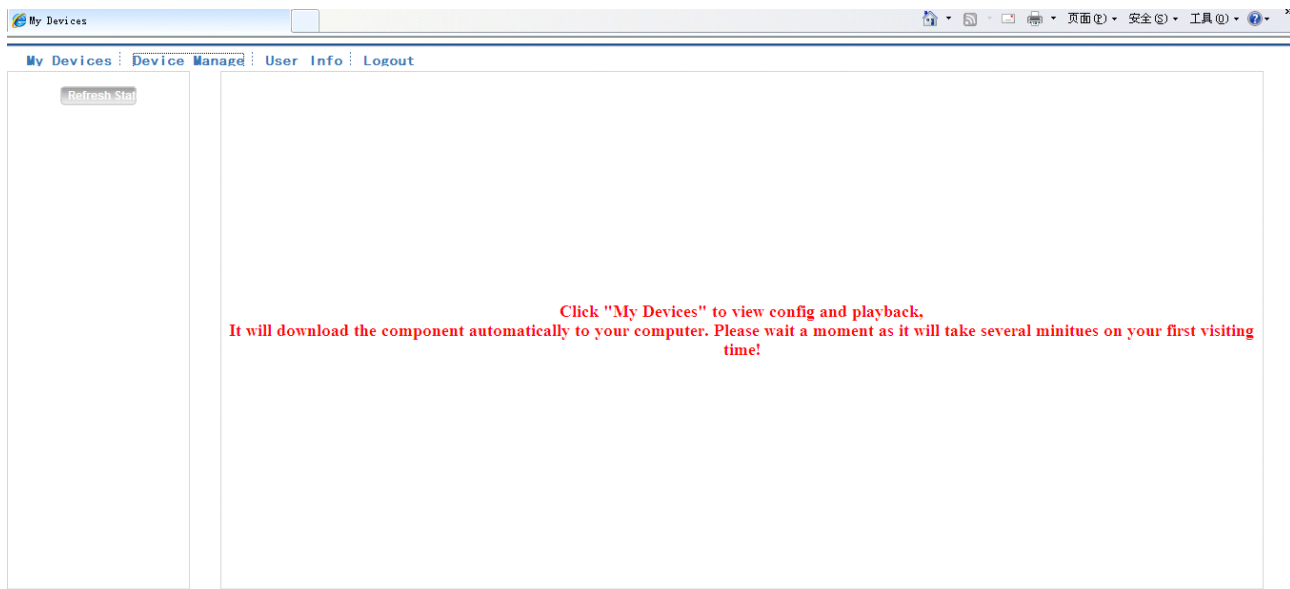 My Devices
页面(P) 安全(S) 工具(O)
My Devices Device Manage User Info Logout
Refresh Stat
Click "My Devices" to view config and playback,
It will download the component automatically to your computer. Please wait a moment as it will take several minitues on your first visiting
time!